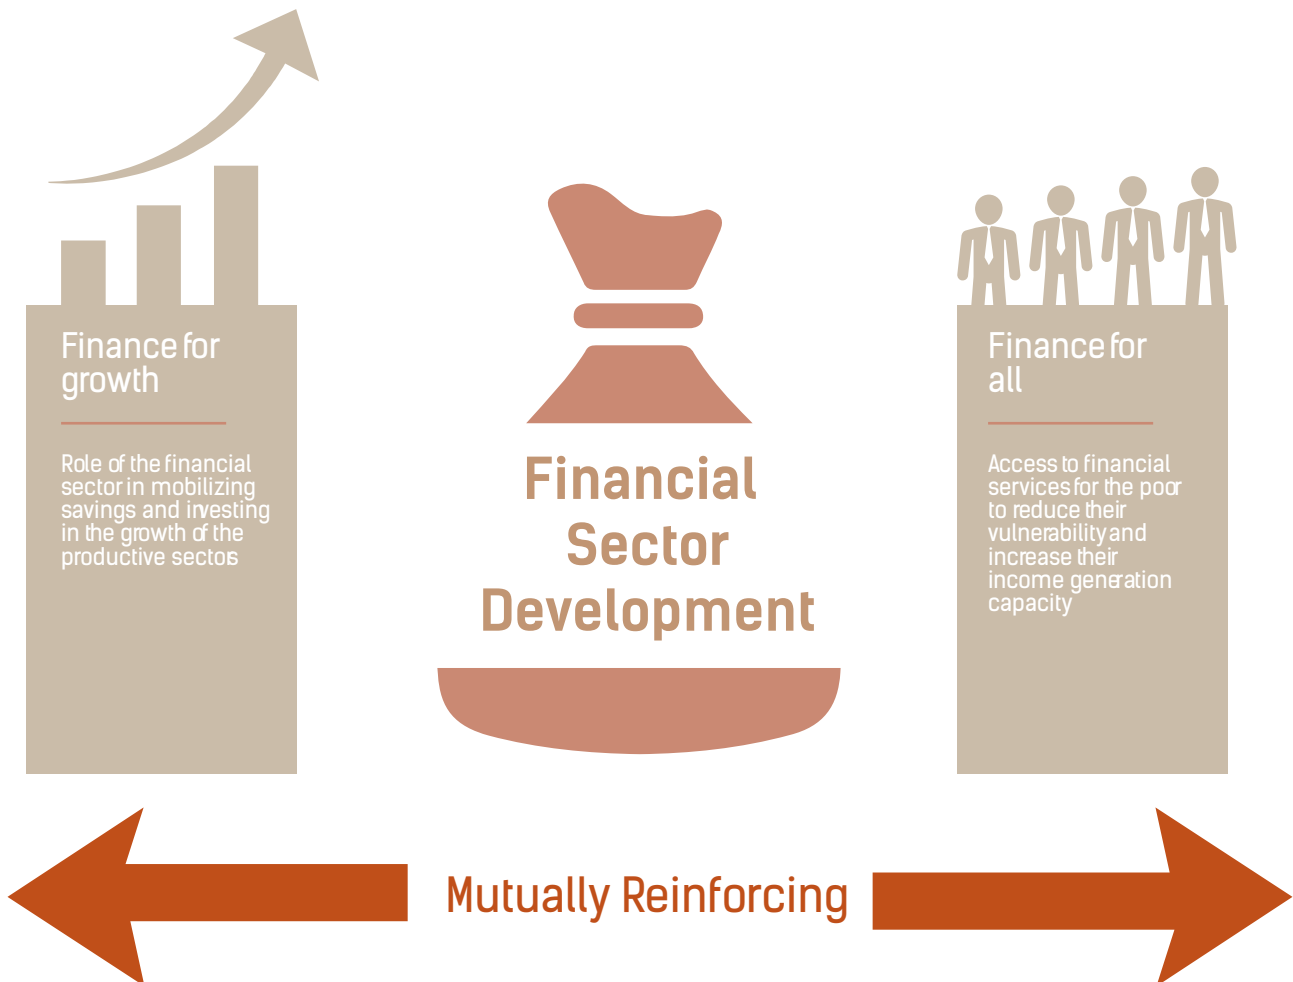 Finance for
growth
Role of the financial
sector in mobilizing
savings and investing
in the growth of the
productive sectors
Financial
Sector
Development
Finance for
all
Access to financial
services for the poor
to reduce their
vulnerability and
increase their
income generation
capacity
Mutually Reinforcing